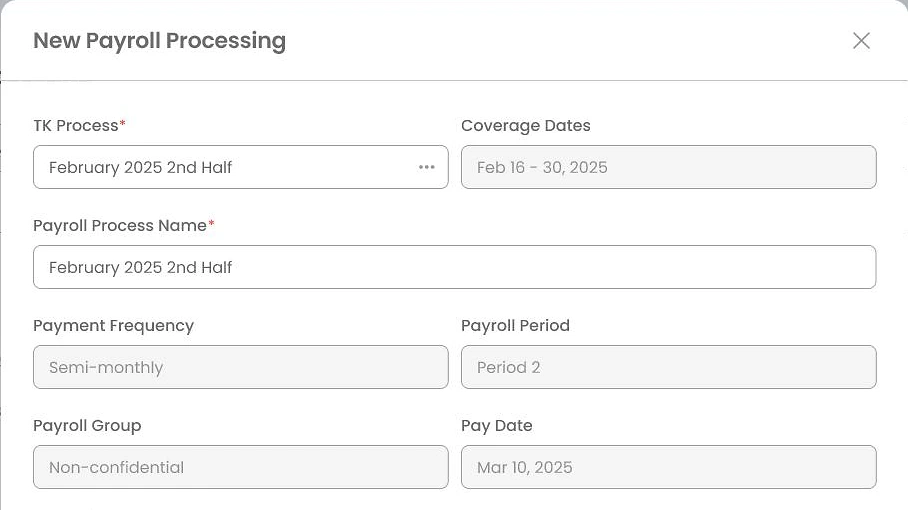 New Payroll Processing
TK Process* Coverage Dates
February 2025 2nd Half ••• Feb 16 - 30, 2025
Payroll Process Name*
February 2025 2nd Half
Payment Frequency Payroll Period
Semi-monthly Period 2
Payroll Group Pay Date
Non-confidential Mar 10, 2025